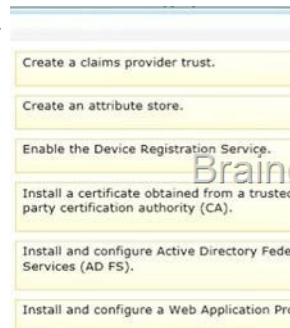 Create a claims provider trust.
Create an attribute store.
Enable the Device Registration Service.
Install a certificate obtained from a trusted
party certification authority (CA).
Install and configure Active Directory Fede
Services (AD FS).
Install and configure a Web Application Pro
Brain